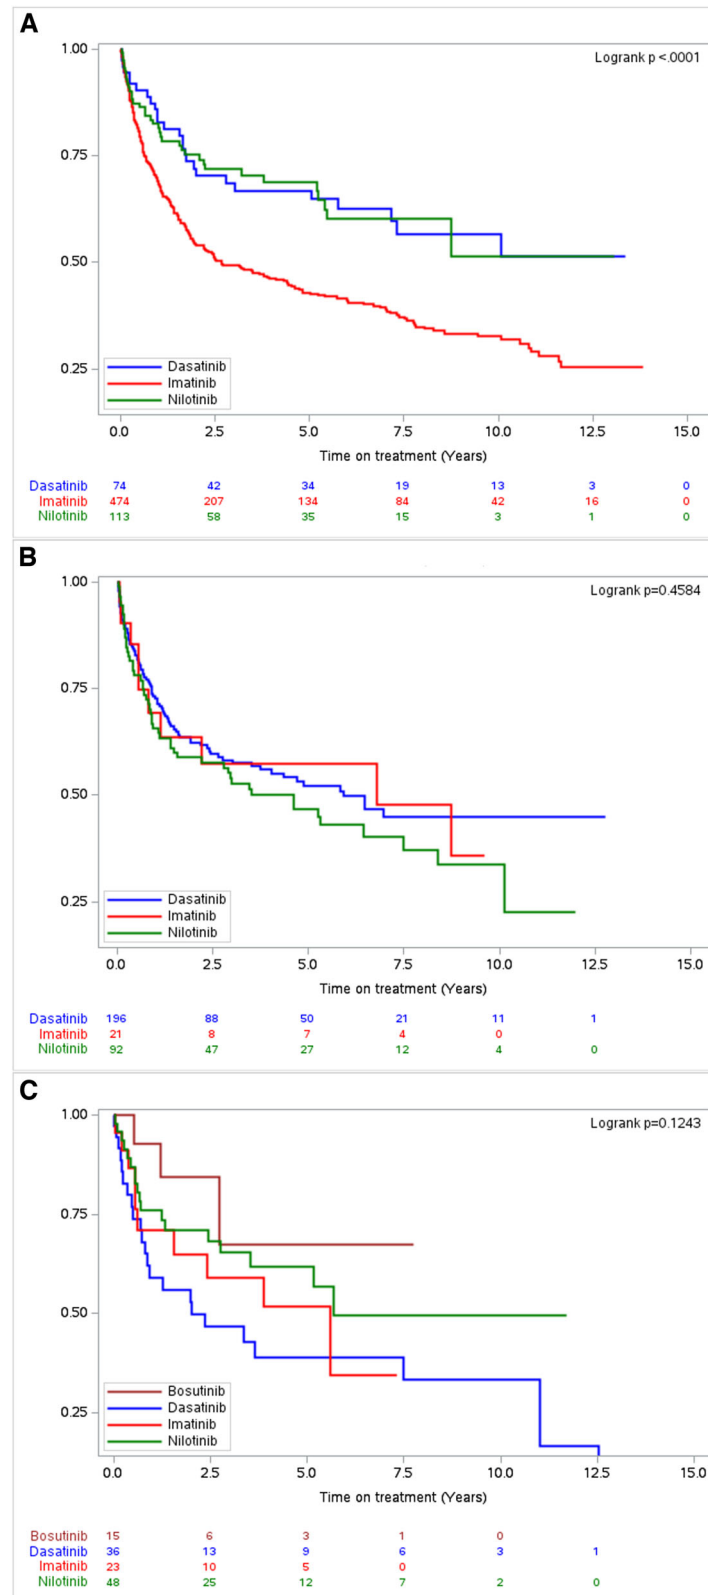 A
1.00
Logrank p <.0001
0.75
0.50
0.25
Dasatinib
Imatinib
Nilotinib
0.0 2.5 5.0 7.5 10.0 12.5 15.0
Time on treatment (Years)
Dasatinib 74 42 34 19 13 3 0
Imatinib 474 207 134 84 42 16 0
Nilotinib 113 58 35 15 3 1 0
B
1.00
Logrank p=0.4584
0.75
0.50
0.25
Dasatinib
Imatinib
Nilotinib
0.0 2.5 5.0 7.5 10.0 12.5 15.0
Time on treatment (Years)
Dasatinib 196 88 50 21 11 1
Imatinib 21 8 7 4 0
Nilotinib 92 47 27 12 4 0
C
1.00
Logrank p=0.1243
0.75
0.50
0.25
Bosutinib
Dasatinib
Imatinib
Nilotinib
0.0 2.5 5.0 7.5 10.0 12.5 15.0
Time on treatment (Years)
Bosutinib 15 6 3 1 0
Dasatinib 36 13 9 6 3 1
Imatinib 23 10 5 0
Nilotinib 48 25 12 7 2 0